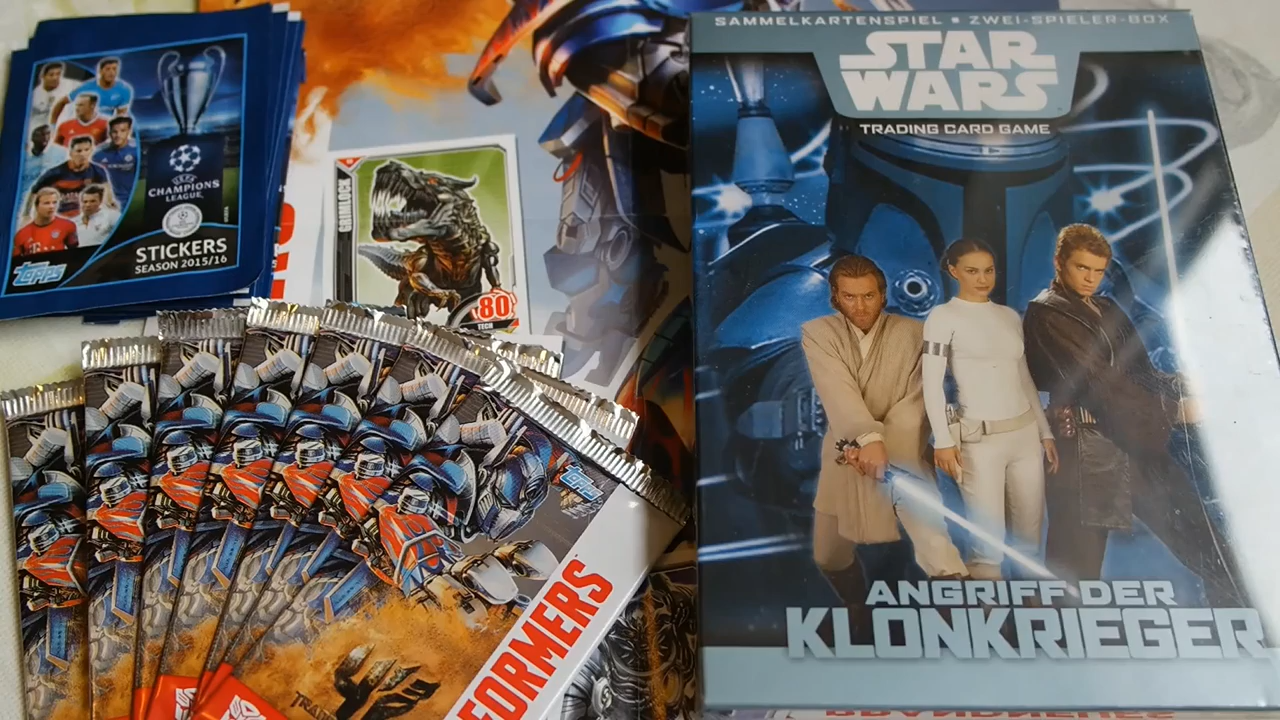 UEFA
CHAMPIONS
LEAGUE
STICKERS
SEASON 2015/16
Topps
GRIMLOCK
80
TECH
Topps
FORMERS
SAMMELKARTENSPIEL • ZWEI-SPIELER-BOX
STAR
WARS
TRADING CARD GAME
ANGRIFF DER
KLONKRIEGER